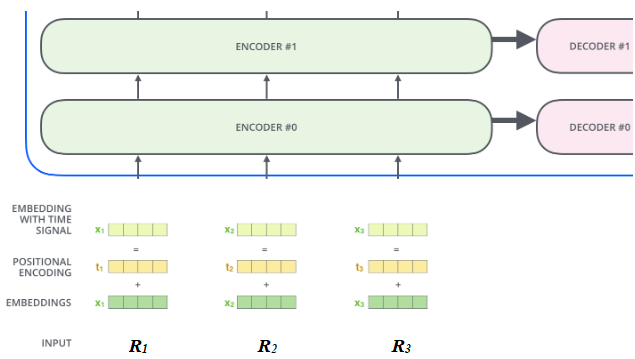 ENCODER #1
DECODER #1
ENCODER #0
DECODER #0
EMBEDDING
WITH TIME
SIGNAL
x1
x2
x3
=
=
=
POSITIONAL
ENCODING
t1
t2
t3
+
+
+
EMBEDDINGS
x1
x2
x3
INPUT
R1
R2
R3